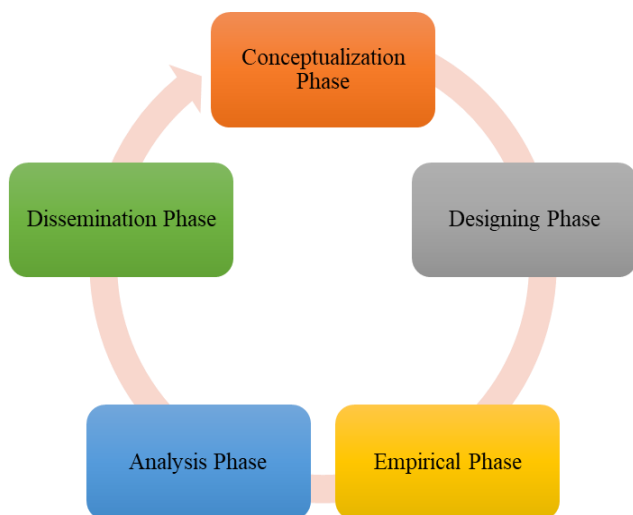 Conceptualization
Phase
Designing Phase
Empirical Phase
Analysis Phase
Dissemination Phase